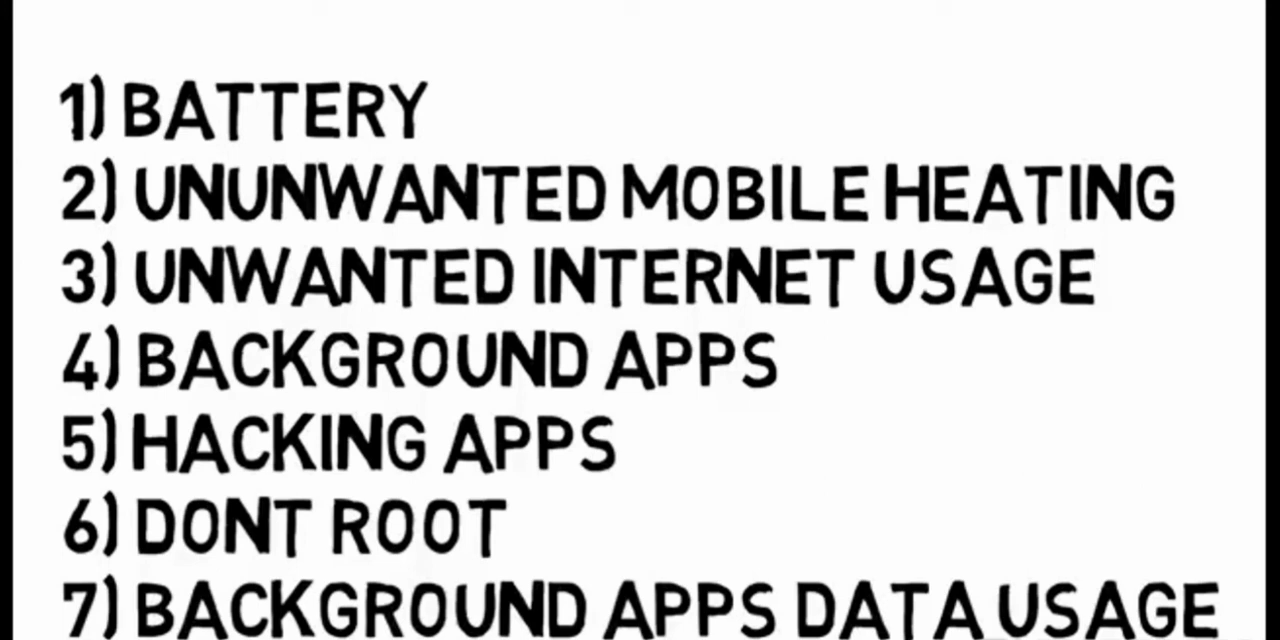 1) BATTERY
2) UNUNWANTED MOBILE HEATING
3) UNWANTED INTERNET USAGE
4) BACKGROUND APPS
5) HACKING APPS
6) DONT ROOT
7) BACKGROUND APPS DATA USAGE